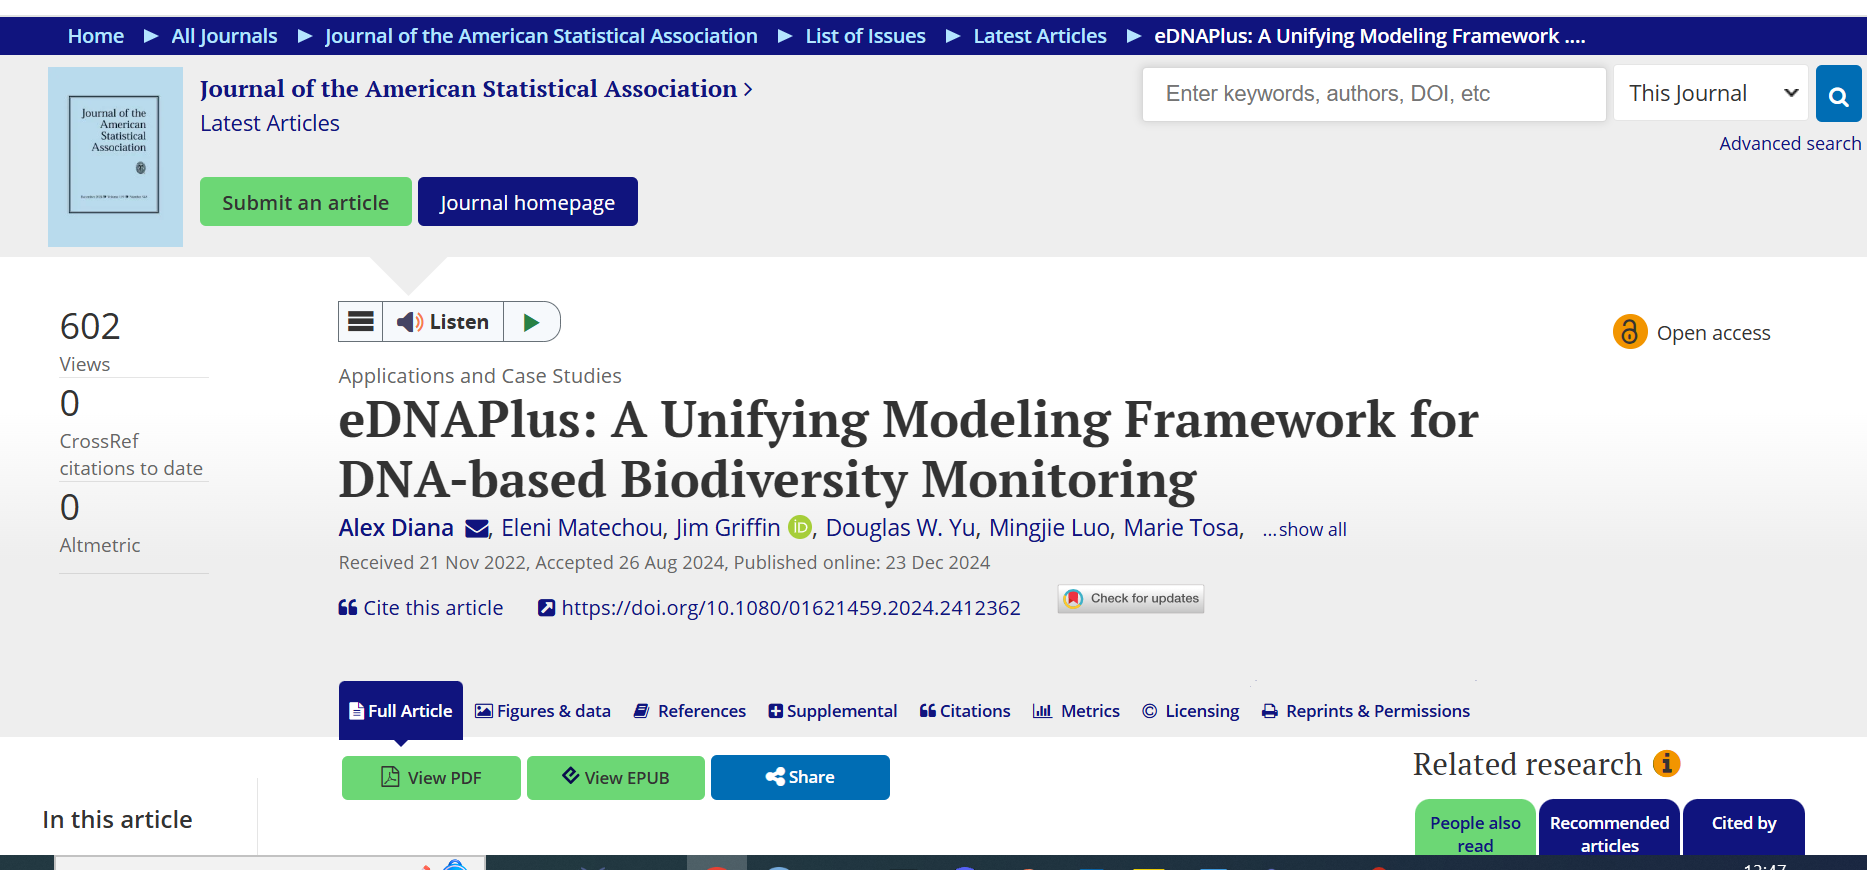 Home ▶ All Journals ▶ Journal of the American Statistical Association ▶ List of Issues ▶ Latest Articles ▶ eDNAPlus: A Unifying Modeling Framework ....
Journal of the American Statistical Association >
Latest Articles
Journal of the
American
Statistical
Association
Submit an article
Journal homepage
Enter keywords, authors, DOI, etc
This Journal
Advanced search
602
Views
0
CrossRef
citations to date
0
Altmetric
Listen
Open access
Applications and Case Studies
eDNAPlus: A Unifying Modeling Framework for
DNA-based Biodiversity Monitoring
Alex Diana, Eleni Matechou, Jim Griffin iD, Douglas W. Yu, Mingjie Luo, Marie Tosa, ...show all
Received 21 Nov 2022, Accepted 26 Aug 2024, Published online: 23 Dec 2024
Cite this article https://doi.org/10.1080/01621459.2024.2412362 Check for updates
Full Article Figures & data References Supplemental Citations Metrics © Licensing Reprints & Permissions
View PDF View EPUB Share
Related research
In this article
People also
read
Recommended
articles
Cited by